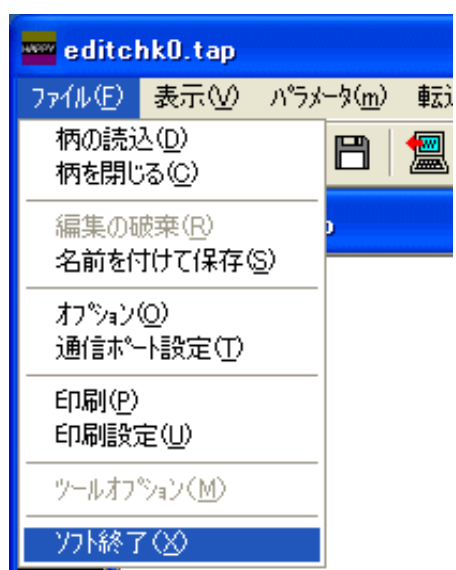 HAPPY editchk0.tap
ﾌｧｲﾙ(F) 表示(V) ﾊﾟﾗﾒｰﾀ(m)
柄の読込(D)
柄を閉じる(C)
編集の破棄(R)
名前を付けて保存(S)
ｵﾌﾟｼｮﾝ(O)
通信ﾎﾟｰﾄ設定(T)
印刷(P)
印刷設定(U)
ﾂｰﾙｵﾌﾟｼｮﾝ(M)
ｿﾌﾄ終了(X)